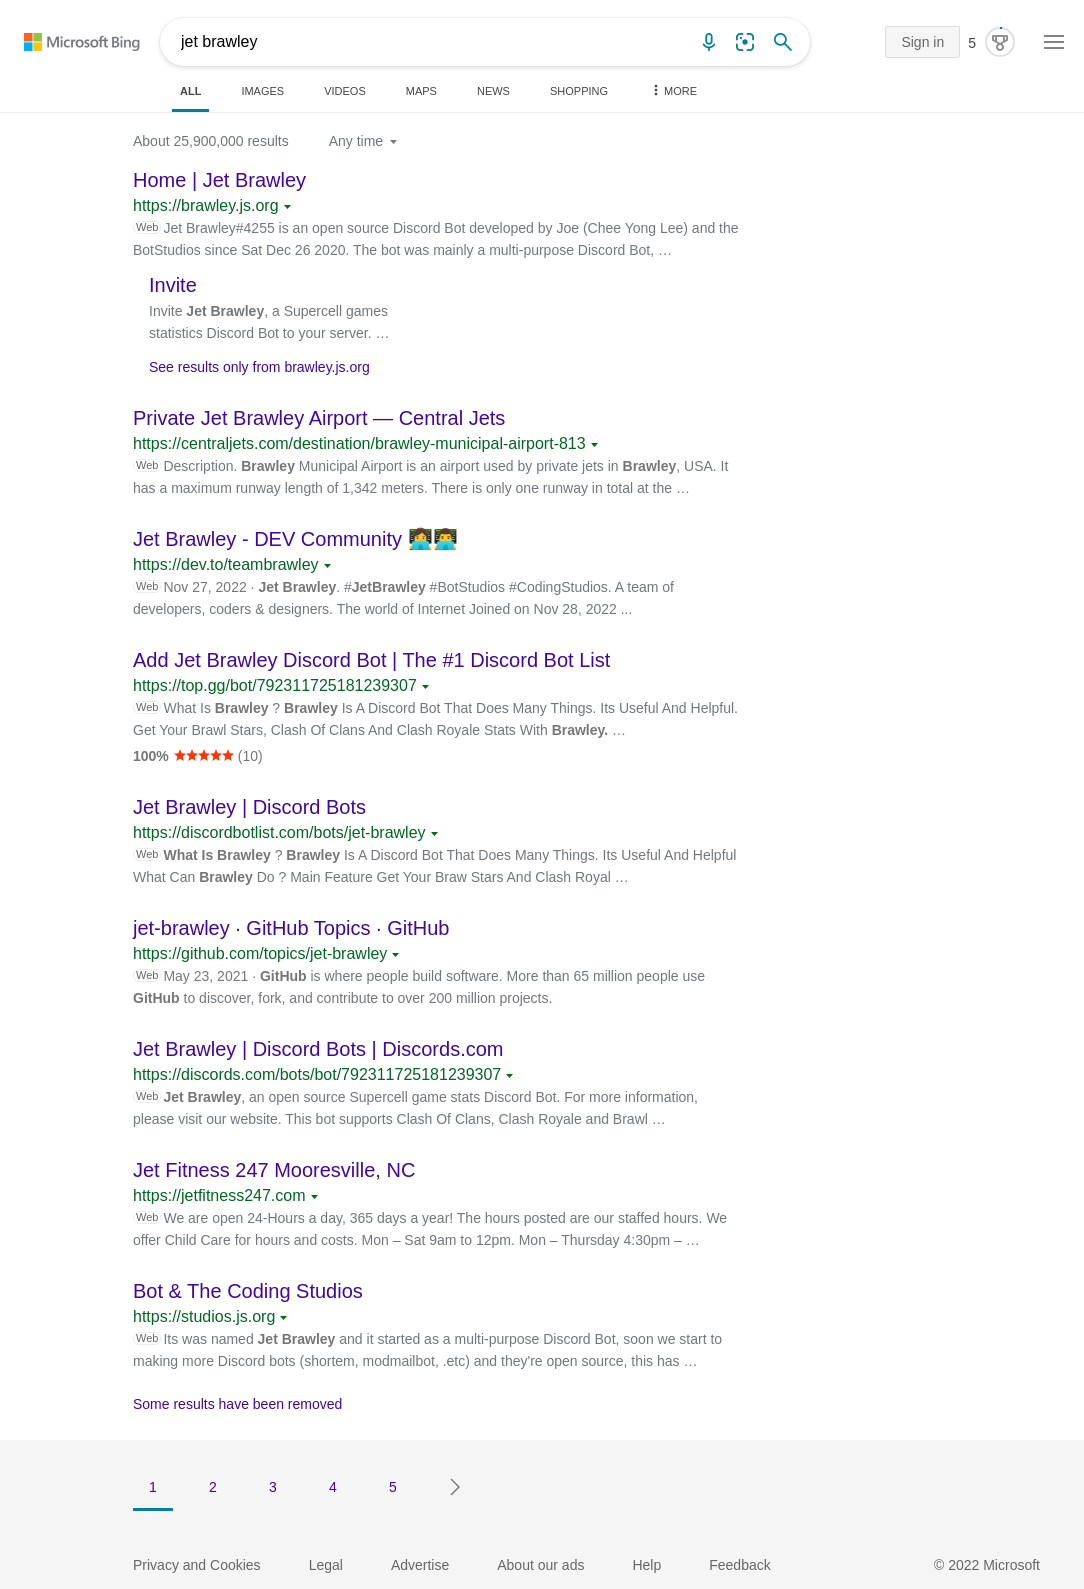 Microsoft Bing
jet brawley
Sign in
5
ALL IMAGES VIDEOS MAPS NEWS SHOPPING MORE
About 25,900,000 results Any time
Home | Jet Brawley
https://brawley.js.org
Web Jet Brawley#4255 is an open source Discord Bot developed by Joe (Chee Yong Lee) and the
BotStudios since Sat Dec 26 2020. The bot was mainly a multi-purpose Discord Bot, …
Invite
Invite Jet Brawley, a Supercell games
statistics Discord Bot to your server. …
See results only from brawley.js.org
Private Jet Brawley Airport — Central Jets
https://centraljets.com/destination/brawley-municipal-airport-813
Web Description. Brawley Municipal Airport is an airport used by private jets in Brawley, USA. It
has a maximum runway length of 1,342 meters. There is only one runway in total at the …
Jet Brawley - DEV Community 👩‍💻👨‍💻
https://dev.to/teambrawley
Web Nov 27, 2022 · Jet Brawley. #JetBrawley #BotStudios #CodingStudios. A team of
developers, coders & designers. The world of Internet Joined on Nov 28, 2022 ...
Add Jet Brawley Discord Bot | The #1 Discord Bot List
https://top.gg/bot/792311725181239307
Web What Is Brawley ? Brawley Is A Discord Bot That Does Many Things. Its Useful And Helpful.
Get Your Brawl Stars, Clash Of Clans And Clash Royale Stats With Brawley. …
100% ★★★★★ (10)
Jet Brawley | Discord Bots
https://discordbotlist.com/bots/jet-brawley
Web What Is Brawley ? Brawley Is A Discord Bot That Does Many Things. Its Useful And Helpful
What Can Brawley Do ? Main Feature Get Your Braw Stars And Clash Royal …
jet-brawley · GitHub Topics · GitHub
https://github.com/topics/jet-brawley
Web May 23, 2021 · GitHub is where people build software. More than 65 million people use
GitHub to discover, fork, and contribute to over 200 million projects.
Jet Brawley | Discord Bots | Discords.com
https://discords.com/bots/bot/792311725181239307
Web Jet Brawley, an open source Supercell game stats Discord Bot. For more information,
please visit our website. This bot supports Clash Of Clans, Clash Royale and Brawl …
Jet Fitness 247 Mooresville, NC
https://jetfitness247.com
Web We are open 24-Hours a day, 365 days a year! The hours posted are our staffed hours. We
offer Child Care for hours and costs. Mon – Sat 9am to 12pm. Mon – Thursday 4:30pm – …
Bot & The Coding Studios
https://studios.js.org
Web Its was named Jet Brawley and it started as a multi-purpose Discord Bot, soon we start to
making more Discord bots (shortem, modmailbot, .etc) and they're open source, this has …
Some results have been removed
1 2 3 4 5
Privacy and Cookies Legal Advertise About our ads Help Feedback © 2022 Microsoft